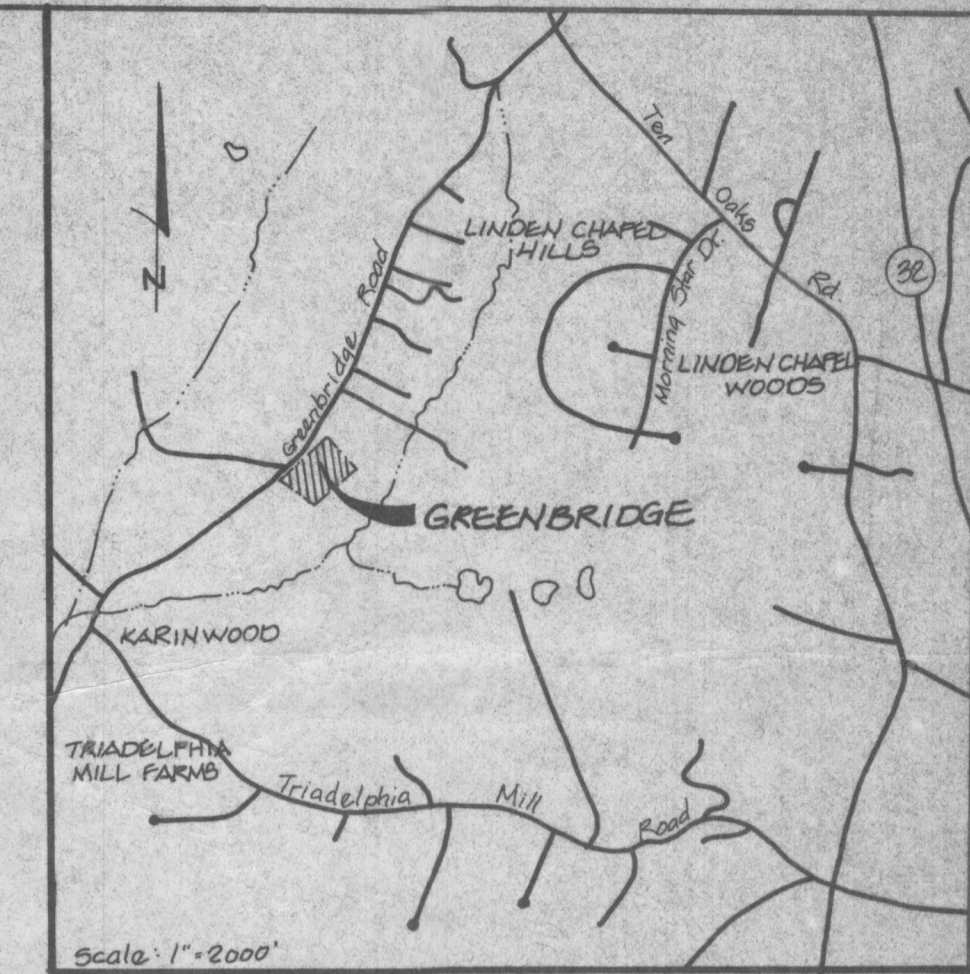 Ten Oaks Rd.
32
LINDEN CHAPEL
HILLS
Morning Star Dr.
LINDEN CHAPEL
WOODS
Greenbridge Road
N
GREENBRIDGE
KARINWOOD
TRIADELPHIA
MILL FARMS
Triadelphia Mill Road
Scale: 1"=2000'